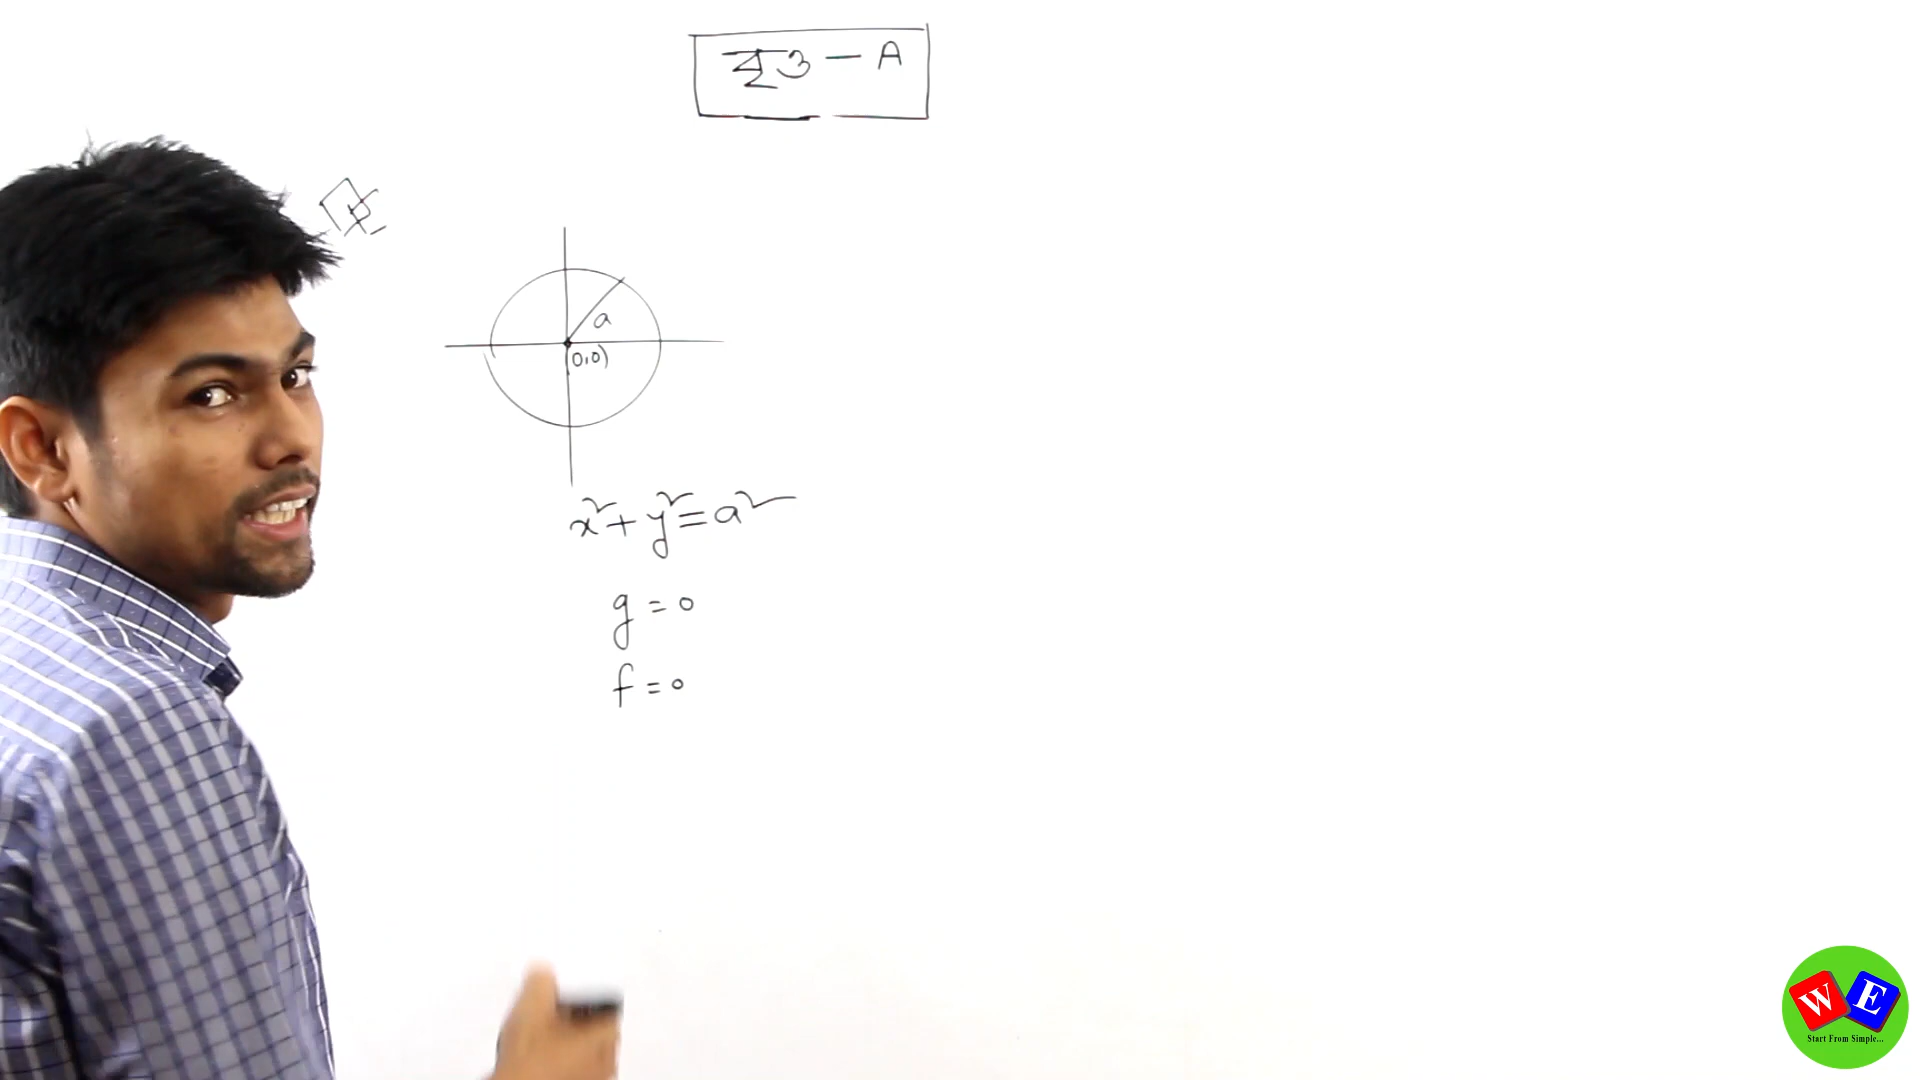 বৃত্ত - A
a
(0,0)
x² + y² = a²
g = 0
f = 0
W E
Start From Simple...